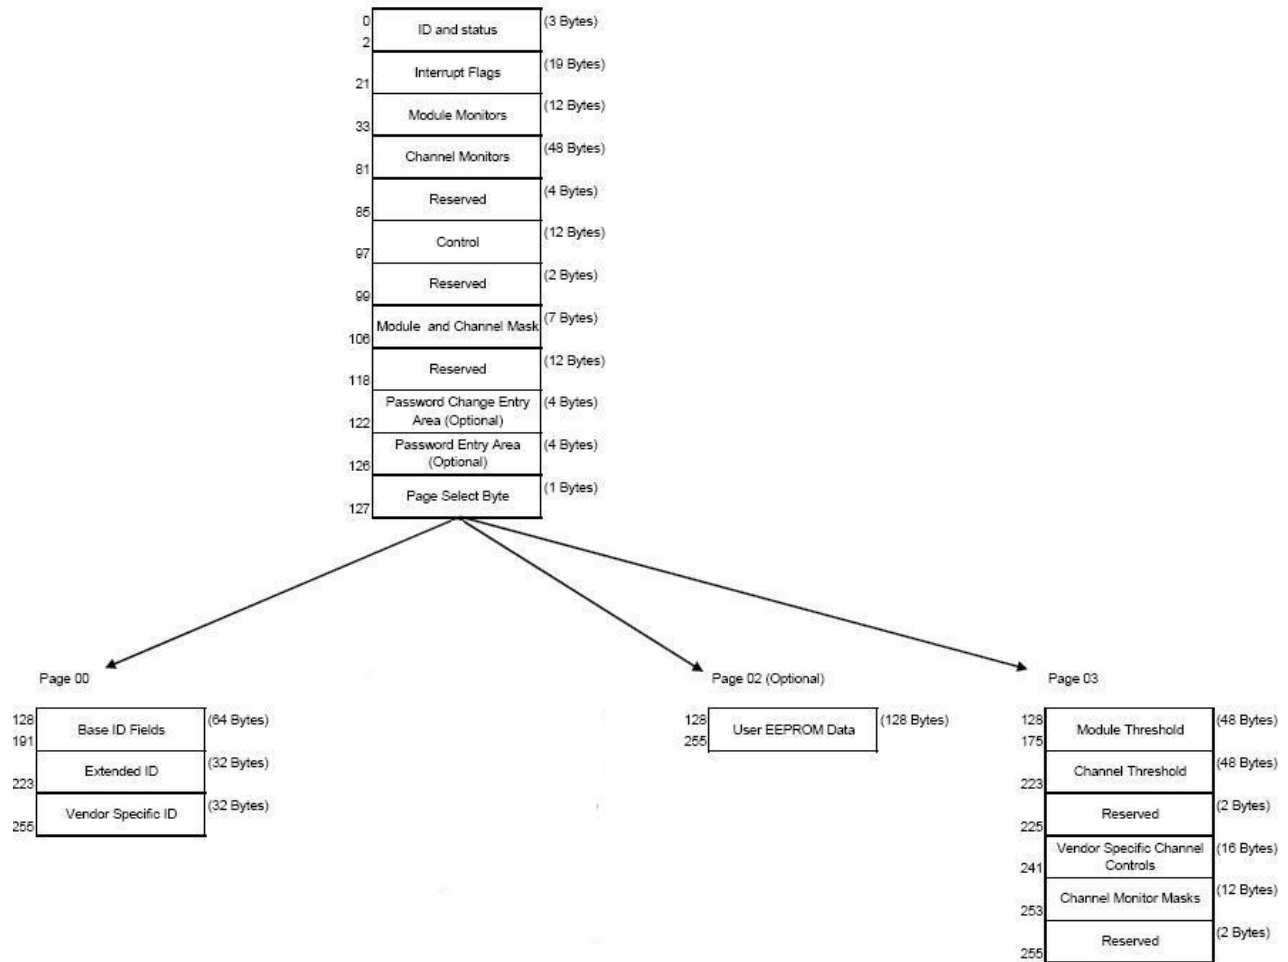 0
ID and status
(3 Bytes)
2
Interrupt Flags
(19 Bytes)
21
Module Monitors
(12 Bytes)
33
Channel Monitors
(48 Bytes)
81
Reserved
(4 Bytes)
85
Control
(12 Bytes)
97
Reserved
(2 Bytes)
99
Module and Channel Mask
(7 Bytes)
106
Reserved
(12 Bytes)
118
Password Change Entry
Area (Optional)
(4 Bytes)
122
Password Entry Area
(Optional)
(4 Bytes)
126
Page Select Byte
(1 Bytes)
127
Page 00
128
Base ID Fields
(64 Bytes)
191
Extended ID
(32 Bytes)
223
Vendor Specific ID
(32 Bytes)
255
Page 02 (Optional)
128
User EEPROM Data
(128 Bytes)
255
Page 03
128
Module Threshold
(48 Bytes)
175
Channel Threshold
(48 Bytes)
223
Reserved
(2 Bytes)
225
Vendor Specific Channel
Controls
(16 Bytes)
241
Channel Monitor Masks
(12 Bytes)
253
Reserved
(2 Bytes)
255